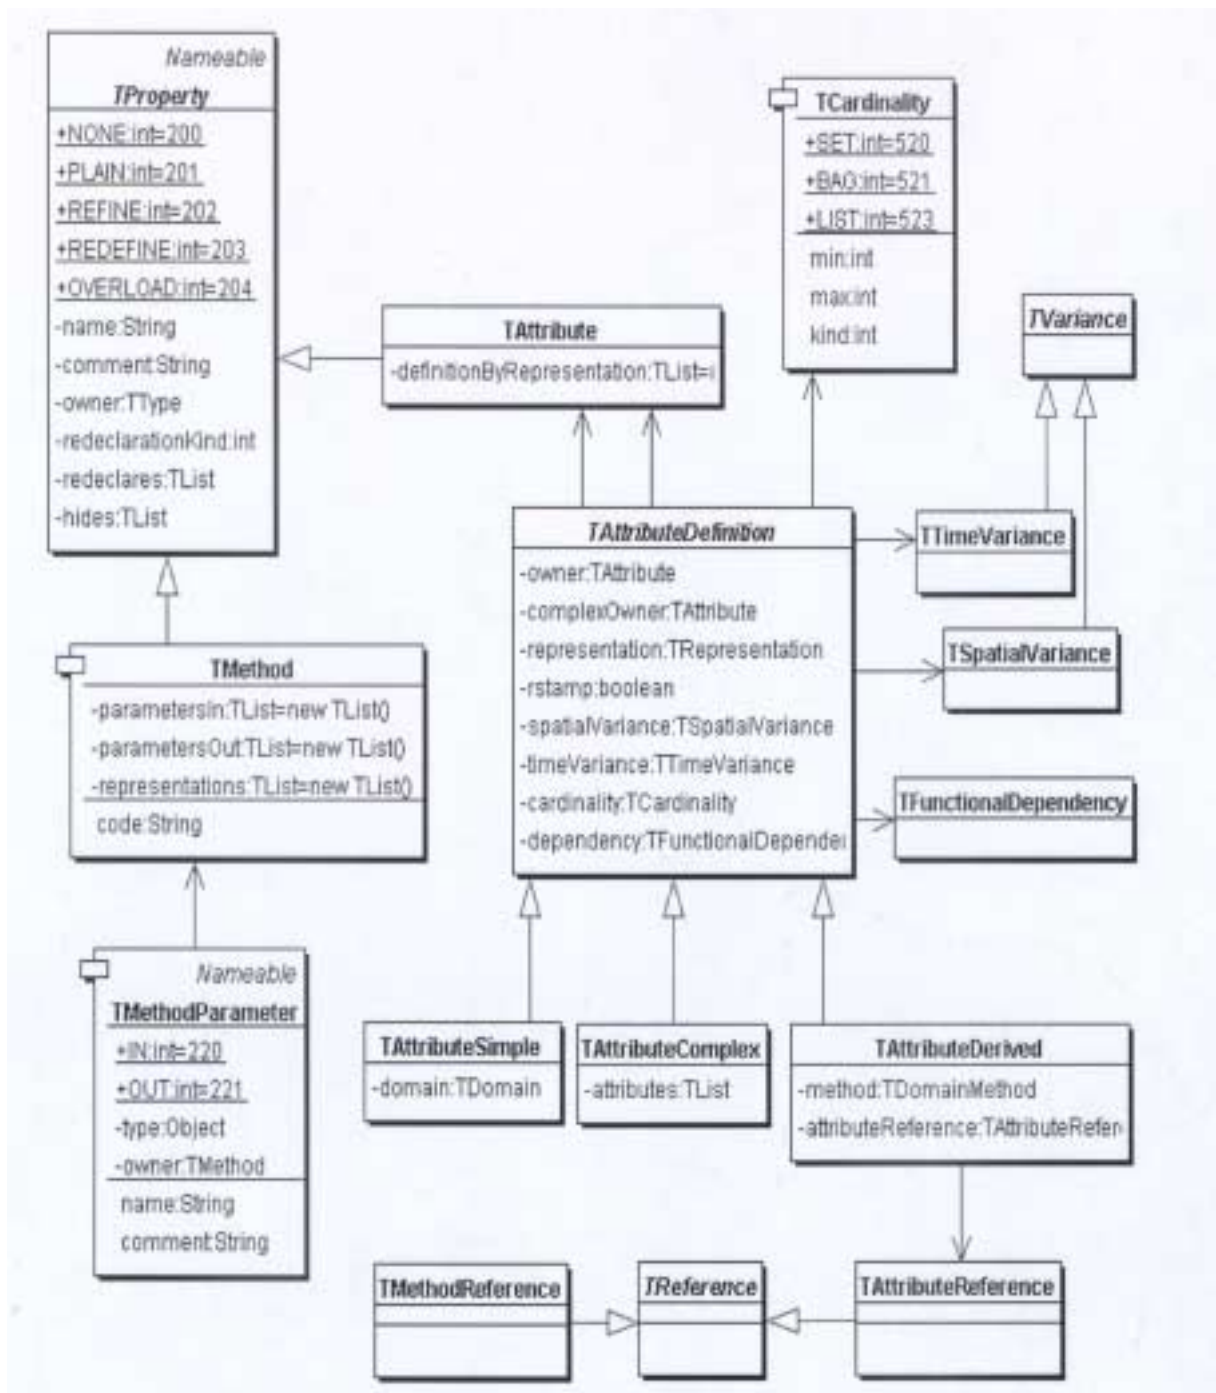 Nameable
TProperty
+NONE:int=200
+PLAIN:int=201
+REFINE:int=202
+REDEFINE:int=203
+OVERLOAD:int=204
-name:String
-comment:String
-owner:TType
-redeclarationKind:int
-redeclares:TList
-hides:TList
TCardinality
+SET:int=520
+BAG:int=521
+LIST:int=523
min:int
max:int
kind:int
TVariance
TAttribute
-definitionByRepresentation:TList=
TAttributeDefinition
-owner:TAttribute
-complexOwner:TAttribute
-representation:TRepresentation
-rstamp:boolean
-spatialVariance:TSpatialVariance
-timeVariance:TTimeVariance
-cardinality:TCardinality
-dependency:TFunctionalDepende
TTimeVariance
TSpatialVariance
TFunctionalDependency
TMethod
-parametersIn:TList=new TList()
-parametersOut:TList=new TList()
-representations:TList=new TList()
code:String
Nameable
TMethodParameter
+IN:int=220
+OUT:int=221
-type:Object
-owner:TMethod
name:String
comment:String
TAttributeSimple
-domain:TDomain
TAttributeComplex
-attributes:TList
TAttributeDerived
-method:TDomainMethod
-attributeReference:TAttributeRefer
TMethodReference
TReference
TAttributeReference